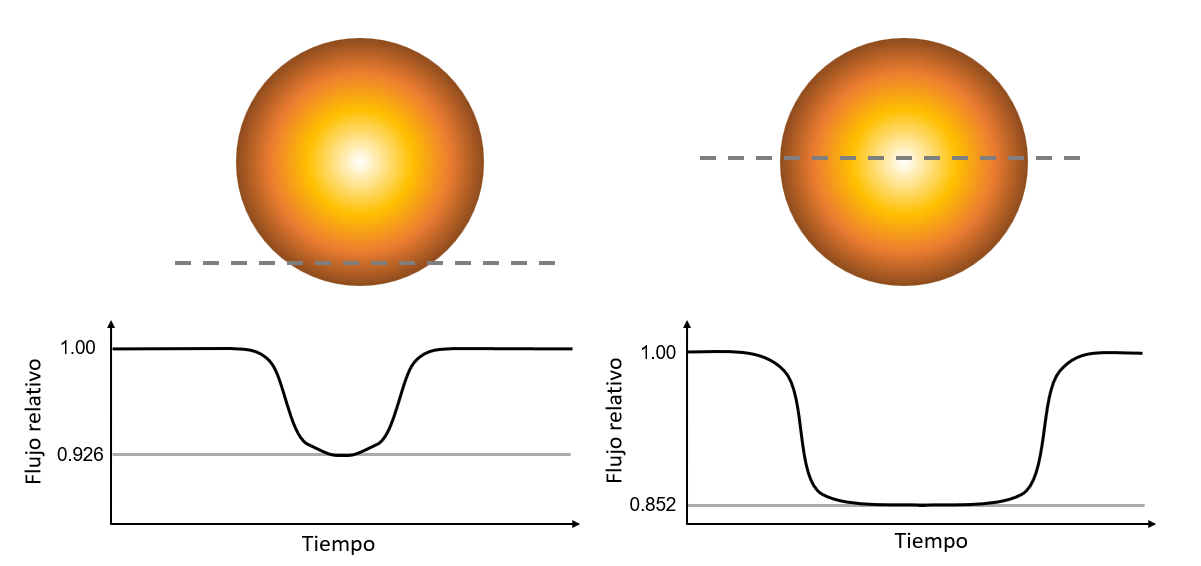 1.00
0.926
Flujo relativo
Tiempo
1.00
0.852
Flujo relativo
Tiempo